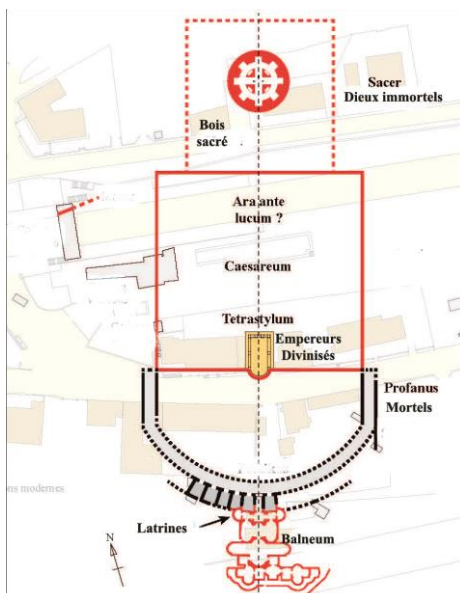 Sacer
Dieux immortels
Bois
sacré
Ara ante
lucum ?
Caesareum
Tetrastylum
Empereurs
Divinisés
Profanus
Mortels
ons modernes
Latrines
Balneum
N